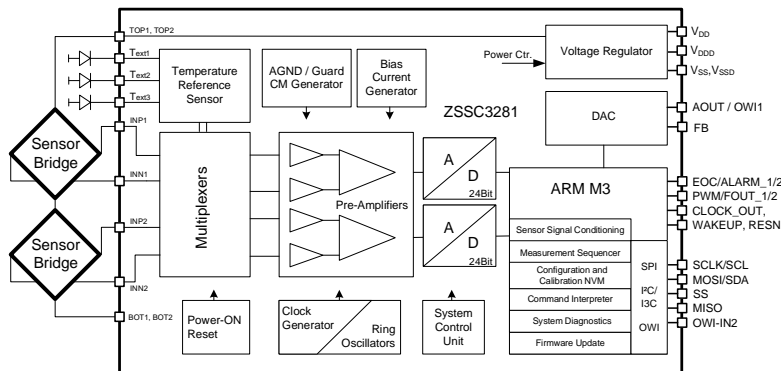 TOP1, TOP2
Text1
Text2
Text3
Temperature
Reference
Sensor
AGND / Guard
CM Generator
Bias
Current
Generator
Power Ctr.
Voltage Regulator
VDD
VDDD
VSS,VSSD
ZSSC3281
DAC
AOUT / OWI1
FB
Sensor
Bridge
INP1
INN1
Sensor
Bridge
INP2
INN2
BOT1, BOT2
Multiplexers
Pre-Amplifiers
A
D
24Bit
A
D
24Bit
ARM M3
Sensor Signal Conditioning
Measurement Sequencer
Configuration and
Calibration NVM
Command Interpreter
System Diagnostics
Firmware Update
SPI
I²C/
I3C
OWI
EOC/ALARM_1/2
PWM/FOUT_1/2
CLOCK_OUT,
WAKEUP, RESN
SCLK/SCL
MOSI/SDA
SS
MISO
OWI-IN2
Power-ON
Reset
Clock
Generator
Ring
Oscillators
System
Control
Unit